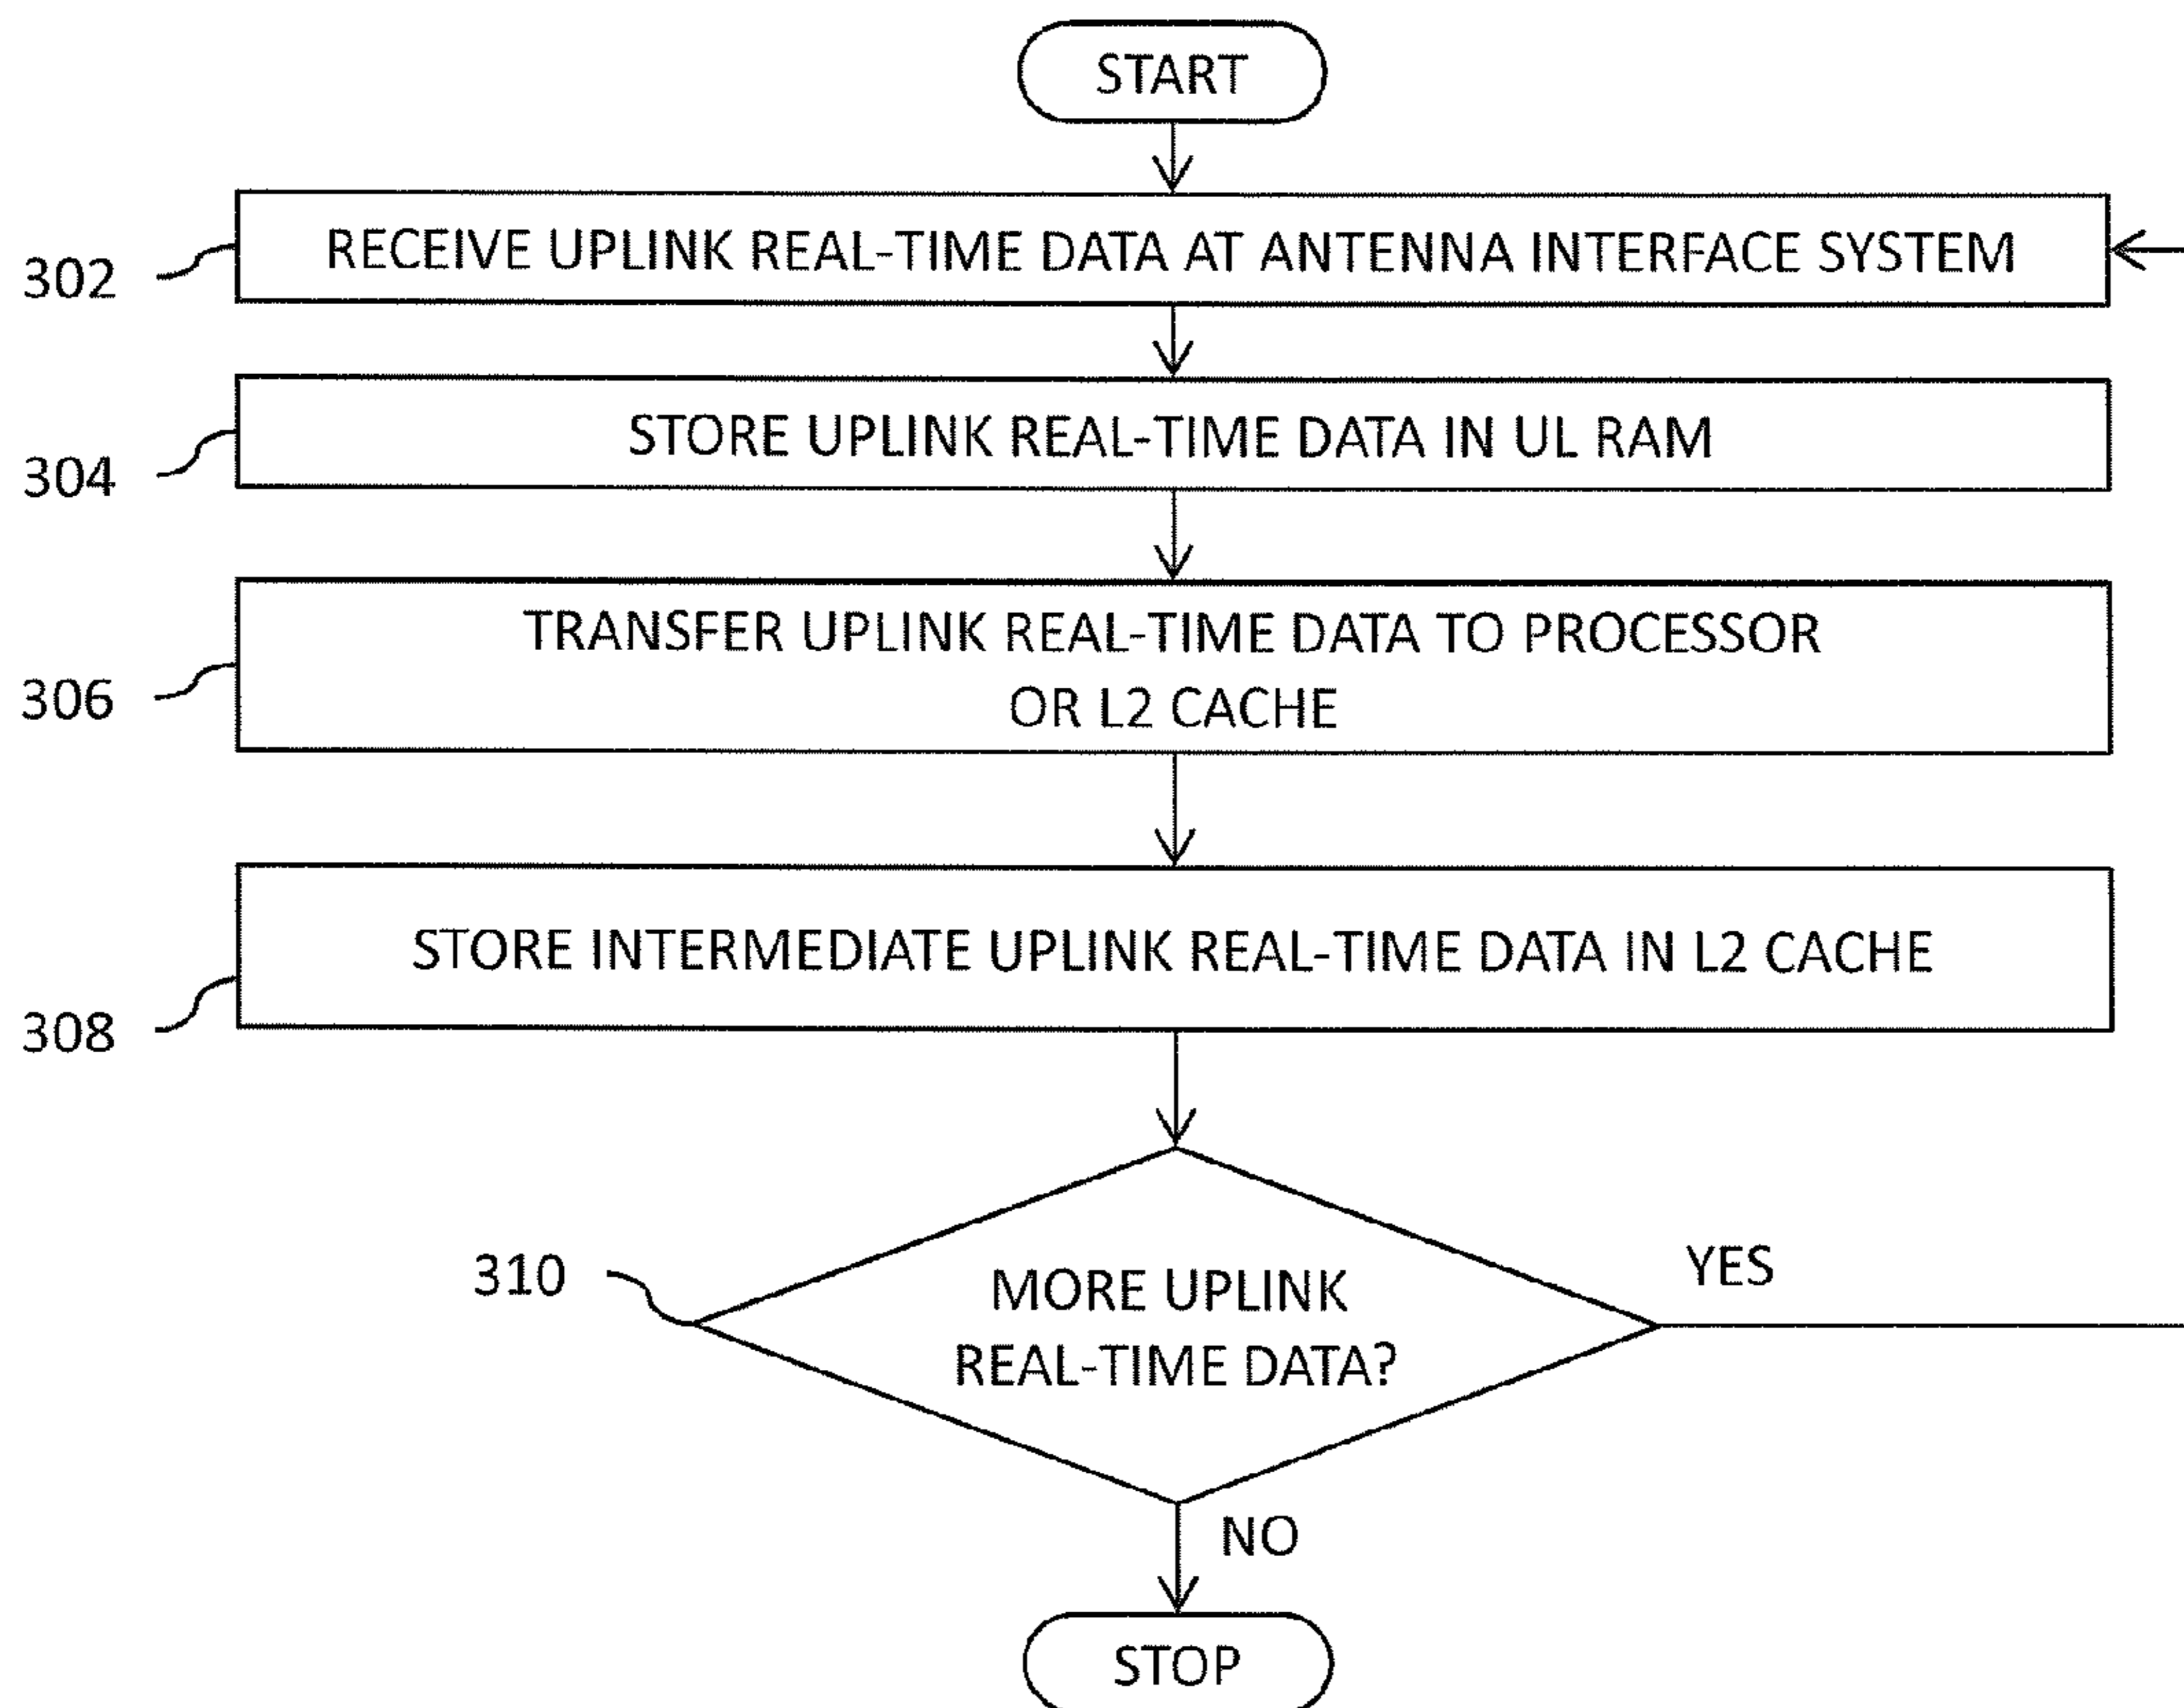 START
302
RECEIVE UPLINK REAL-TIME DATA AT ANTENNA INTERFACE SYSTEM
304
STORE UPLINK REAL-TIME DATA IN UL RAM
306
TRANSFER UPLINK REAL-TIME DATA TO PROCESSOR
OR L2 CACHE
308
STORE INTERMEDIATE UPLINK REAL-TIME DATA IN L2 CACHE
310
MORE UPLINK
REAL-TIME DATA?
YES
NO
STOP